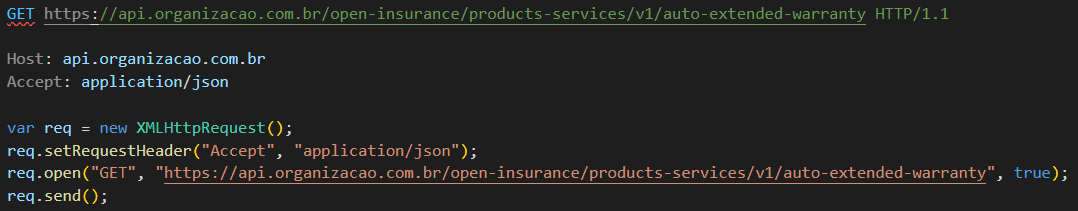 GET https://api.organizacao.com.br/open-insurance/products-services/v1/auto-extended-warranty HTTP/1.1
Host: api.organizacao.com.br
Accept: application/json
var req = new XMLHttpRequest();
req.setRequestHeader("Accept", "application/json");
req.open("GET", "https://api.organizacao.com.br/open-insurance/products-services/v1/auto-extended-warranty", true);
req.send();